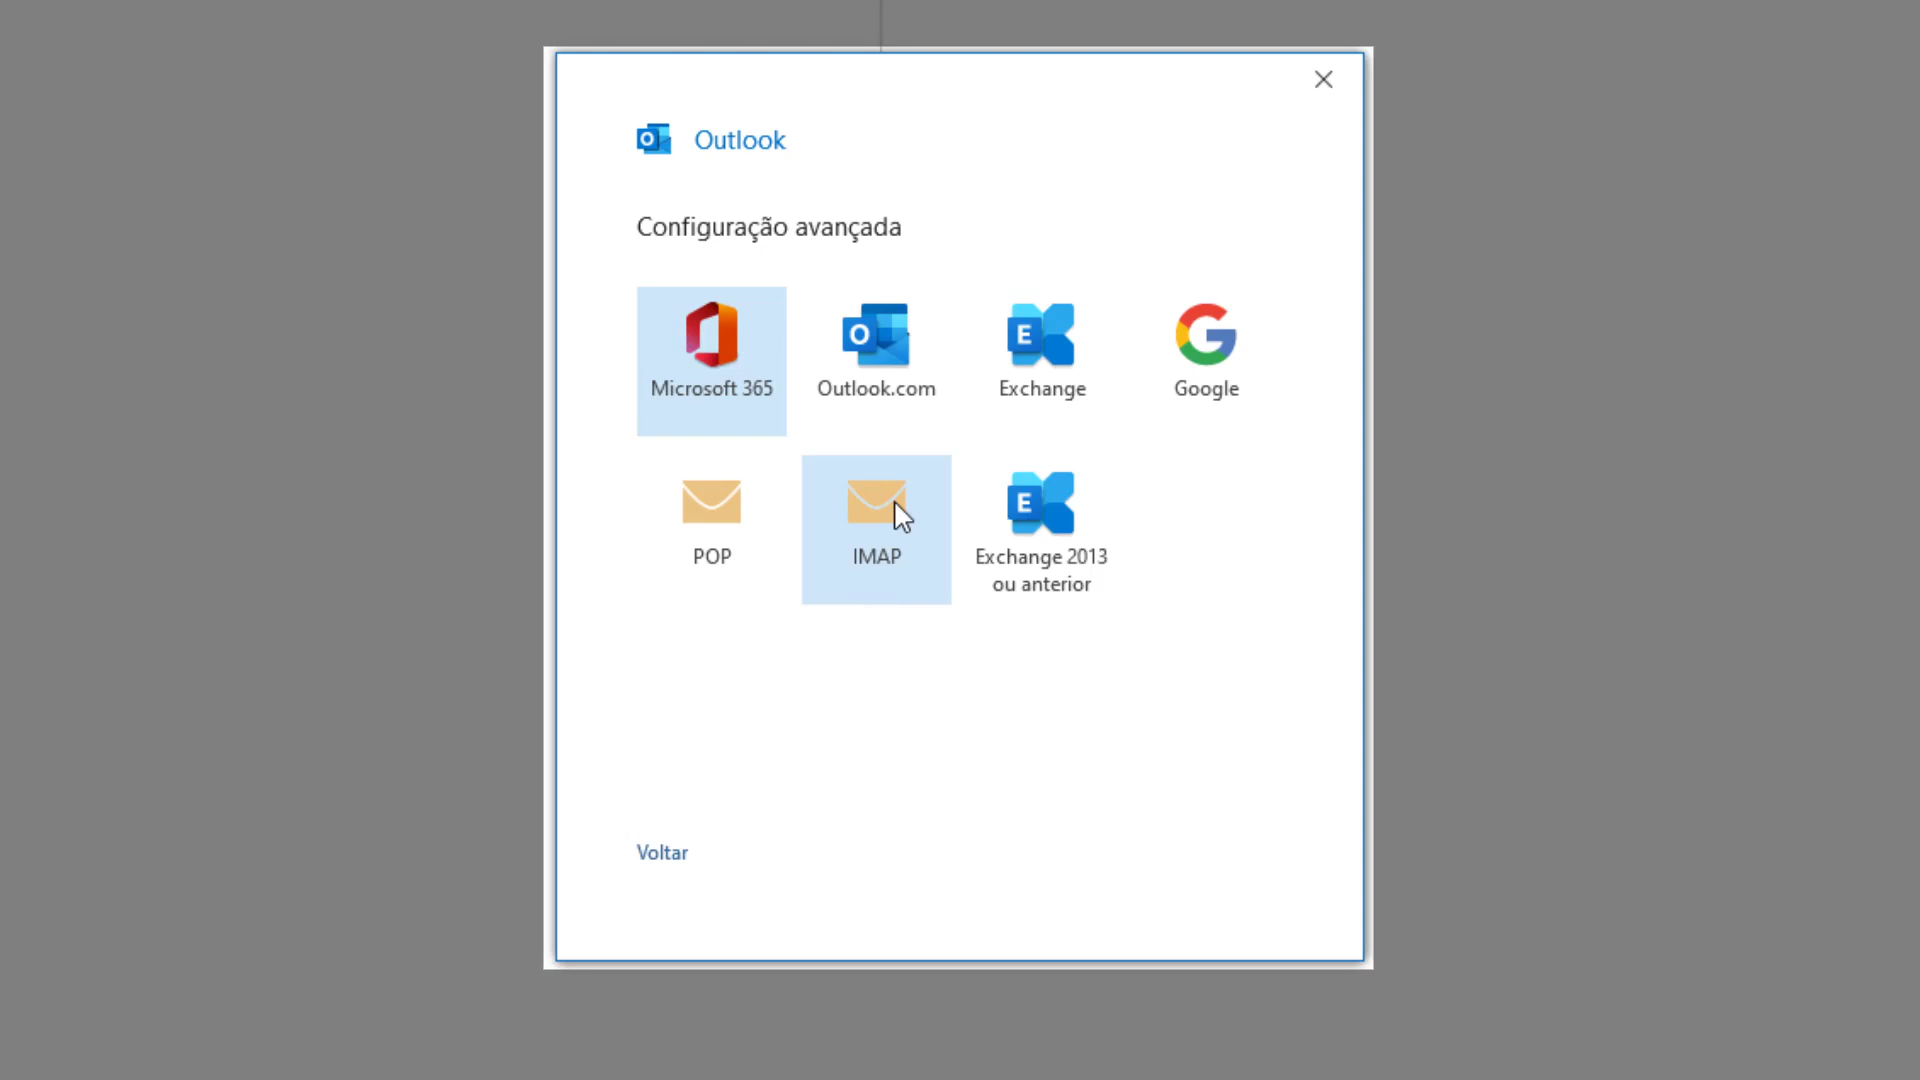 Outlook
Configuração avançada
Microsoft 365
Outlook.com
Exchange
Google
POP
IMAP
Exchange 2013
ou anterior
Voltar